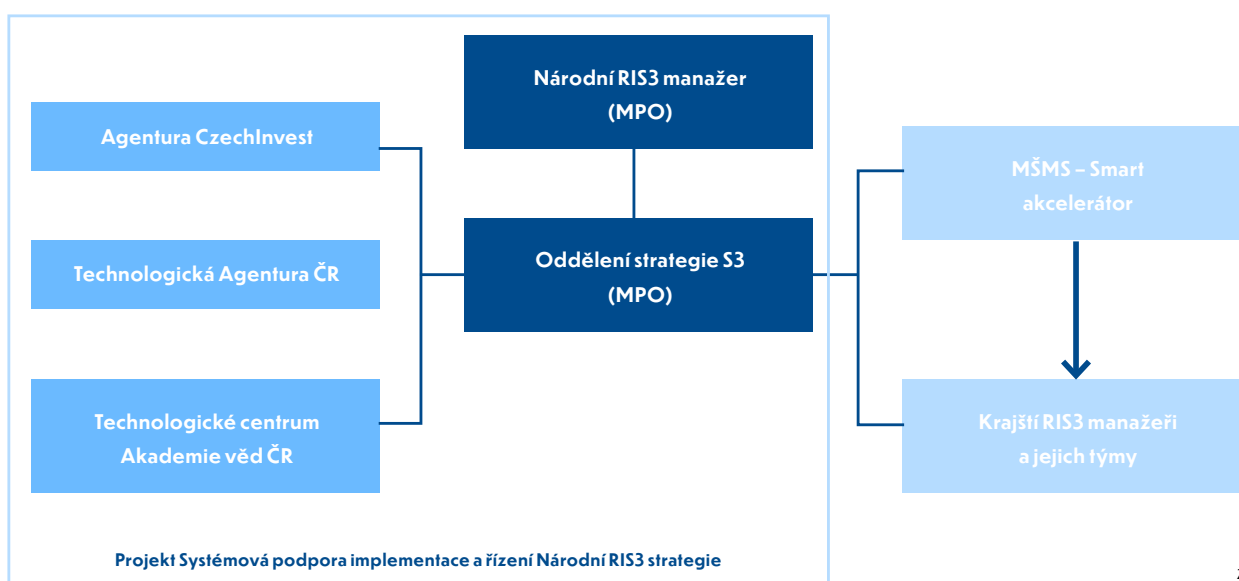 Národní RIS3 manažer
(MPO)
Agentura CzechInvest
MŠMS – Smart
akcelerátor
Oddělení strategie S3
(MPO)
Technologická Agentura ČR
Technologické centrum
Akademie věd ČR
Krajští RIS3 manažeři
a jejich týmy
Projekt Systémová podpora implementace a řízení Národní RIS3 strategie